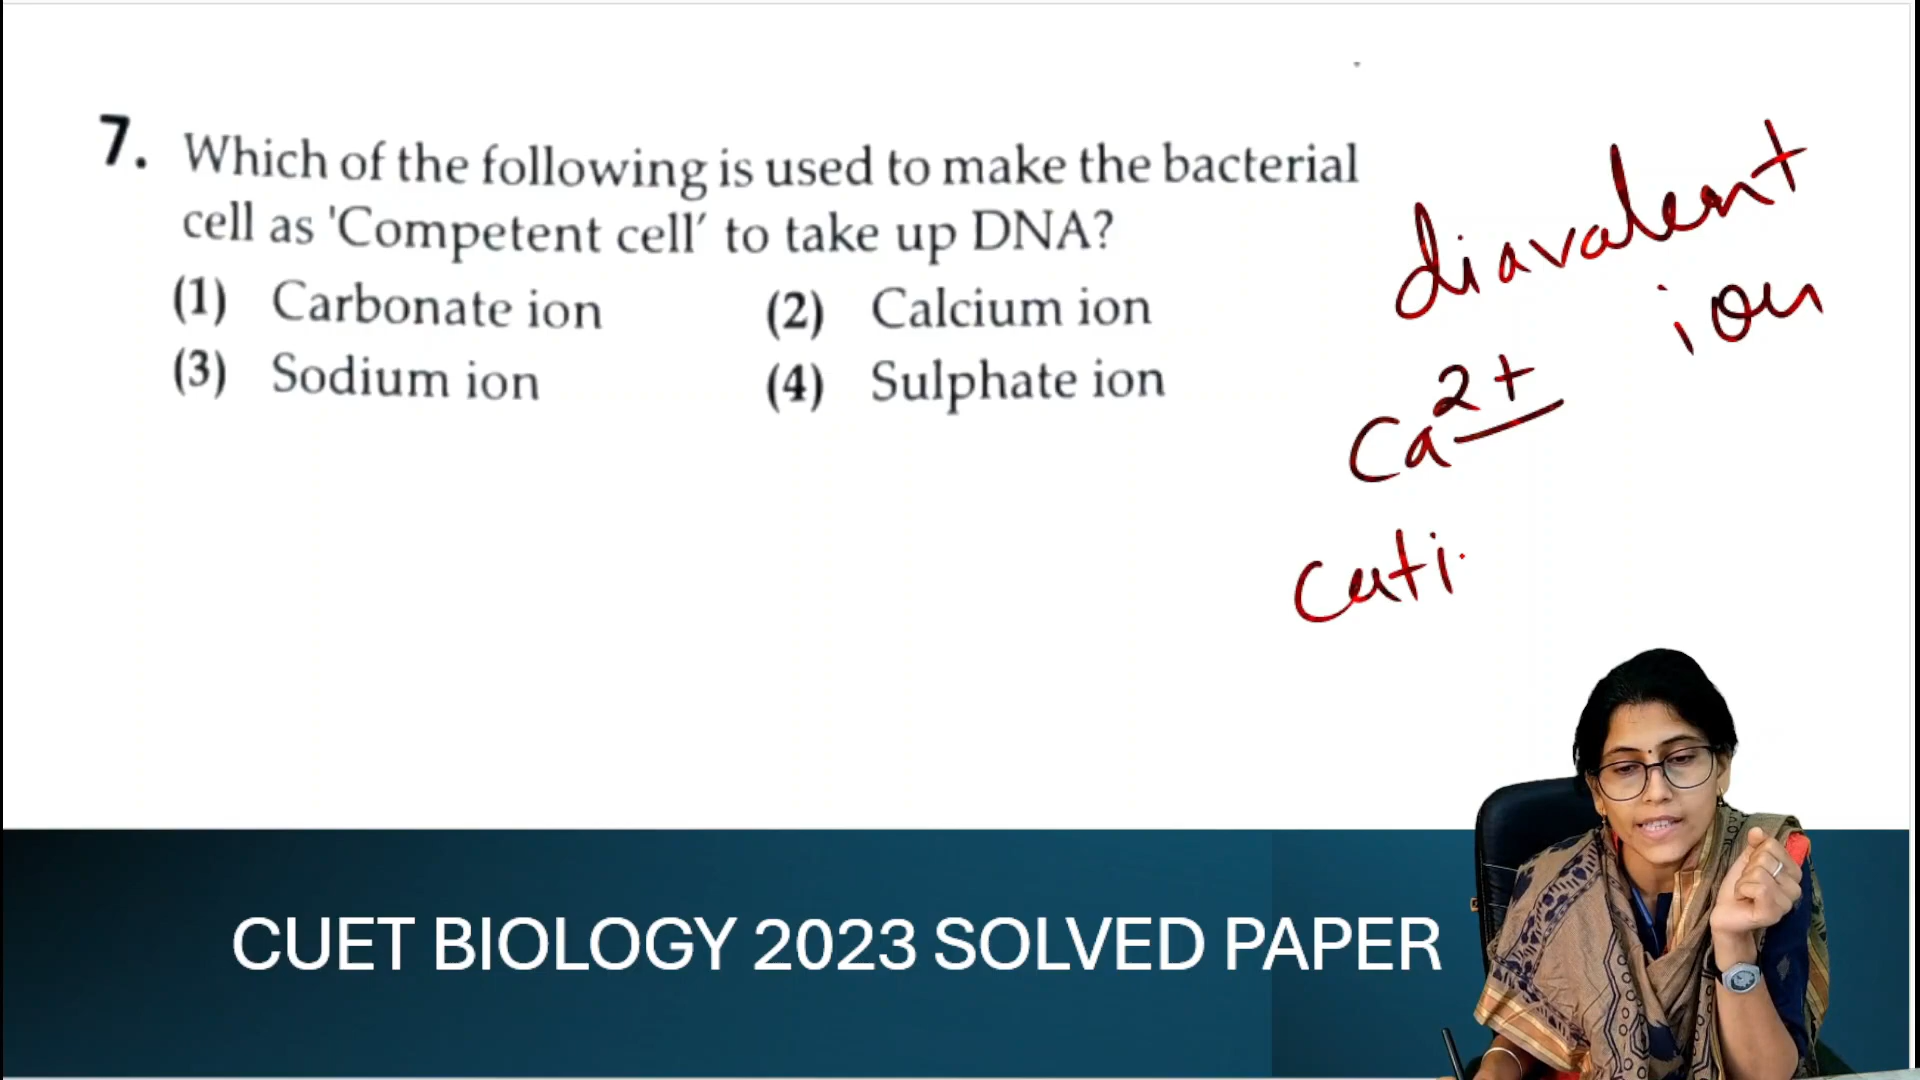 7. Which of the following is used to make the bacterial
cell as 'Competent cell' to take up DNA?
(1) Carbonate ion (2) Calcium ion
(3) Sodium ion (4) Sulphate ion
diavalent
ion
Ca2+
cati
CUET BIOLOGY 2023 SOLVED PAPER